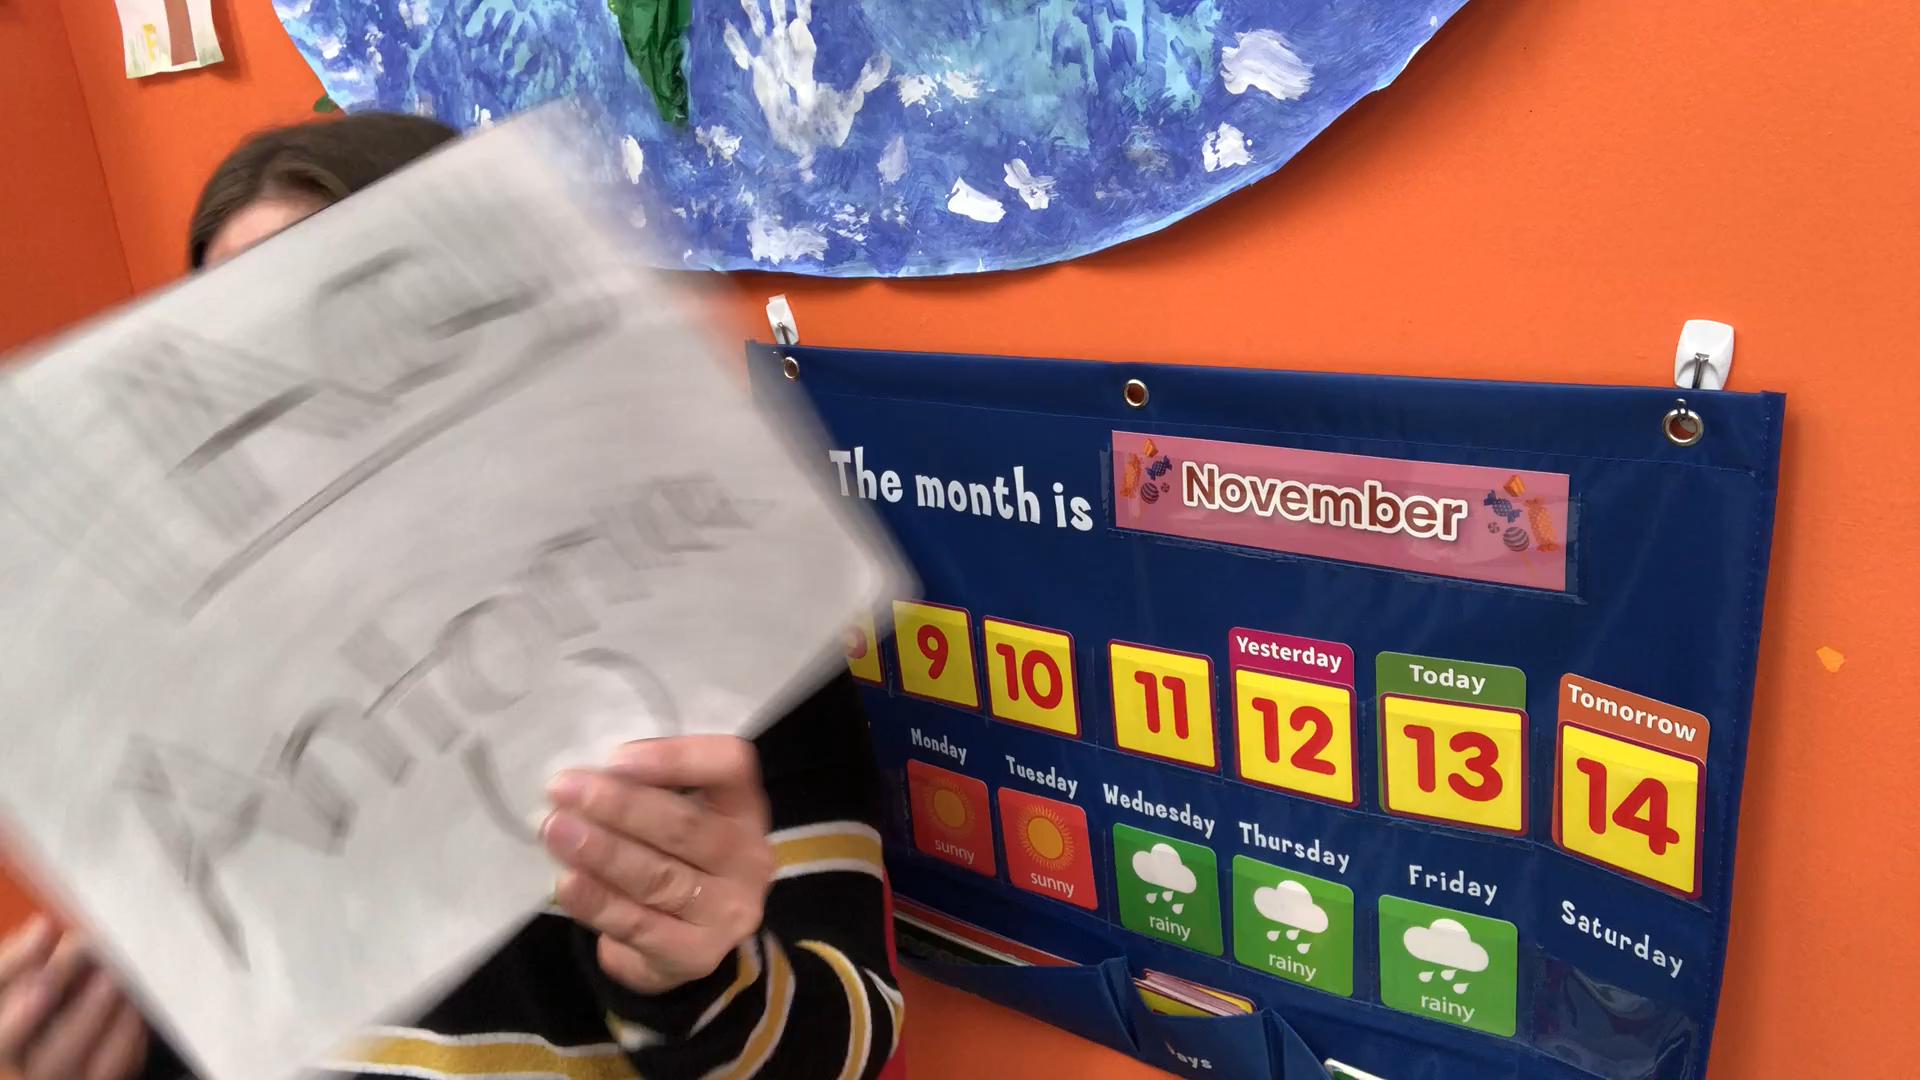 The month is November
9 10 11 12 13 14
Yesterday Today Tomorrow
Monday Tuesday Wednesday Thursday Friday Saturday
sunny sunny rainy rainy rainy